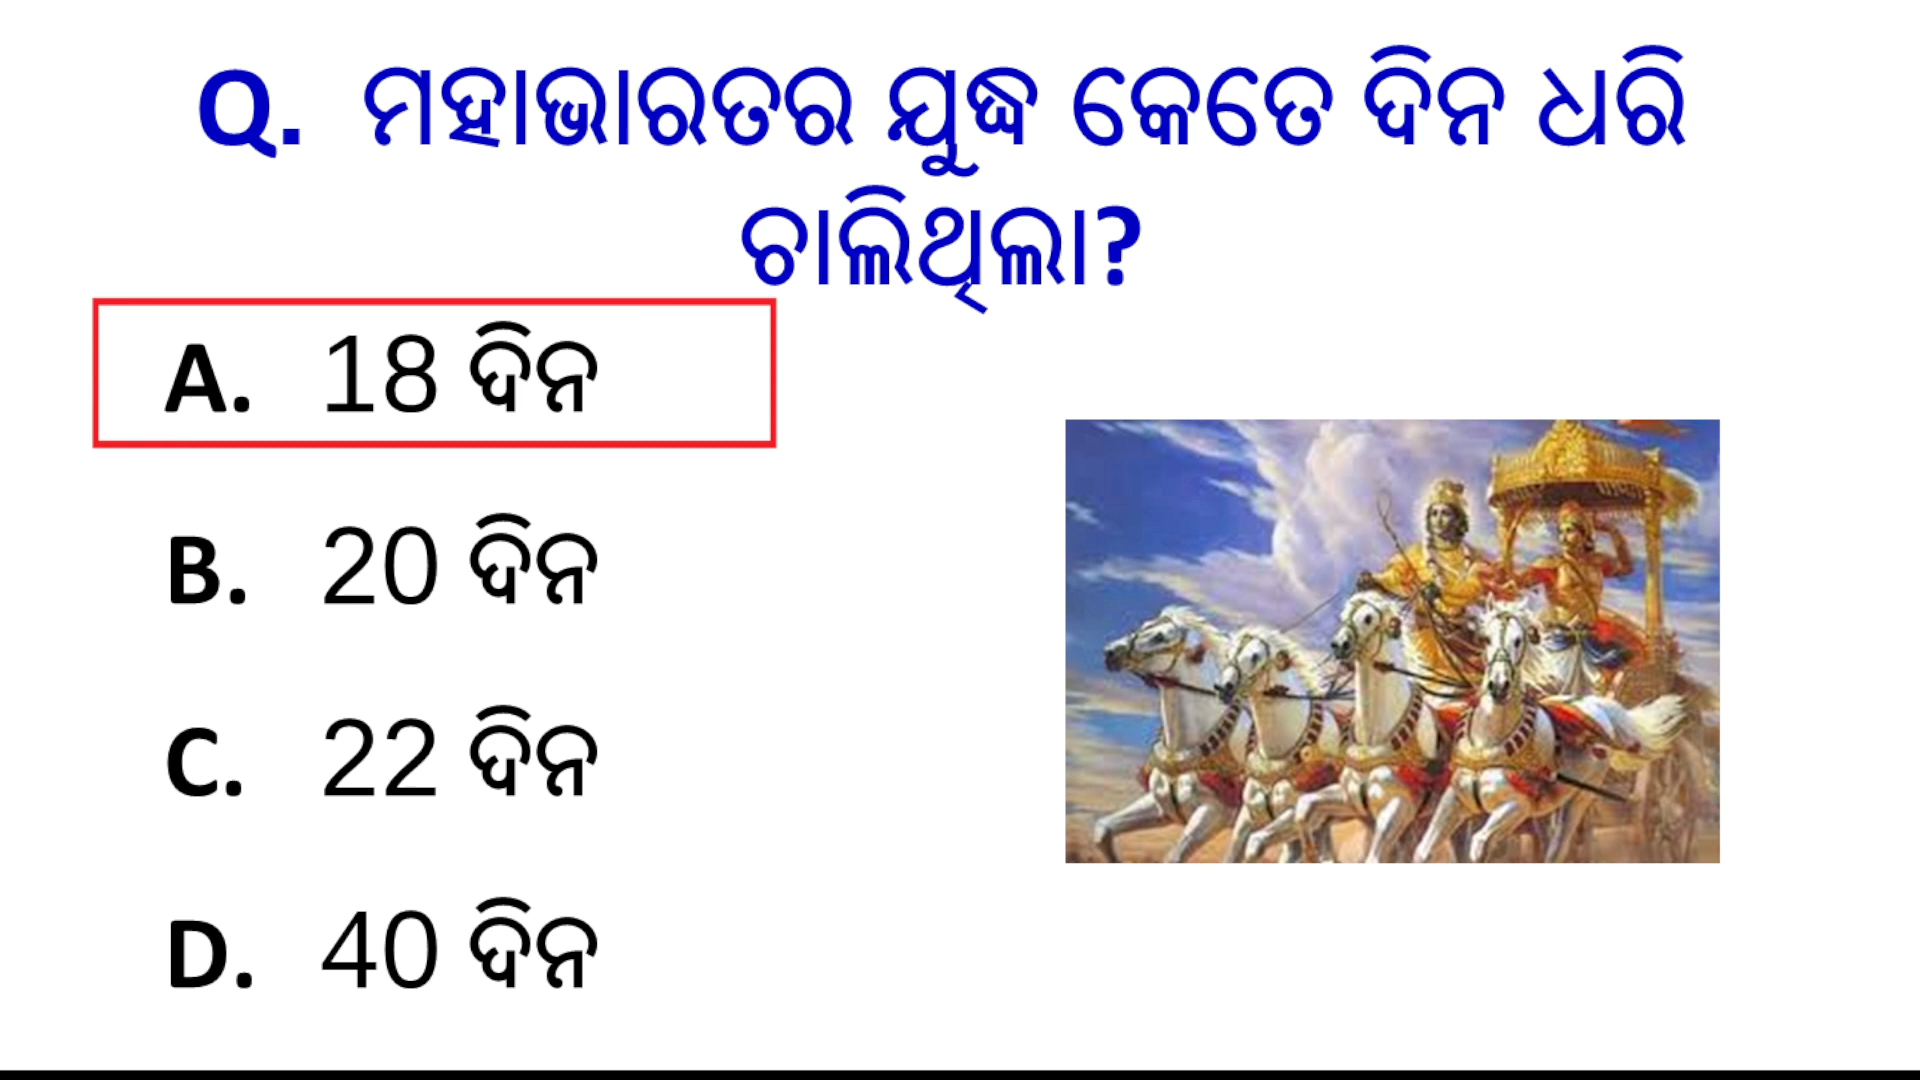 Q. ମହାଭାରତର ଯୁଦ୍ଧ କେତେ ଦିନ ଧରି
ଚାଲିଥିଲା?
A. 18 ଦିନ
B. 20 ଦିନ
C. 22 ଦିନ
D. 40 ଦିନ